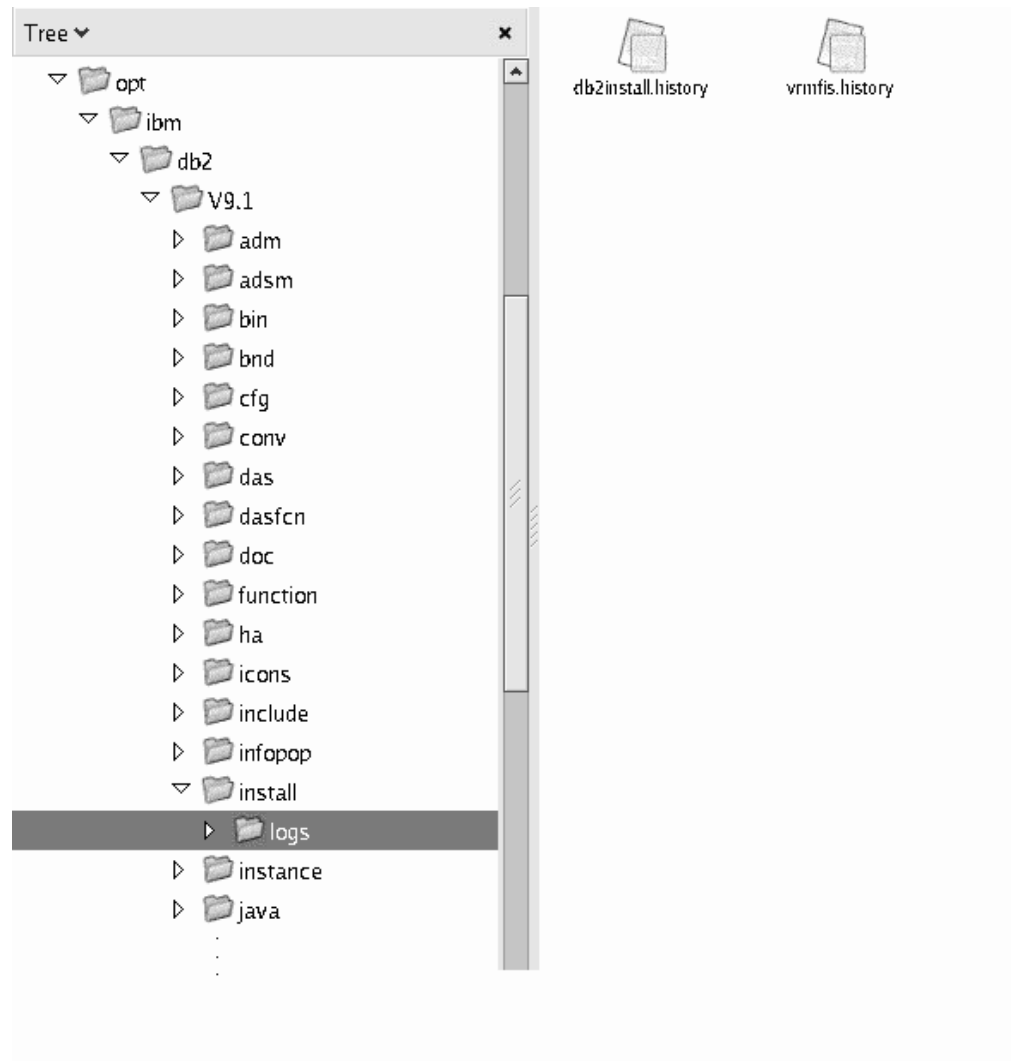 Tree
opt
ibm
db2
V9.1
adm
adsm
bin
bnd
cfg
conv
das
dasfcn
doc
function
ha
icons
include
infopop
install
logs
instance
java
db2install.history
vrmfis.history